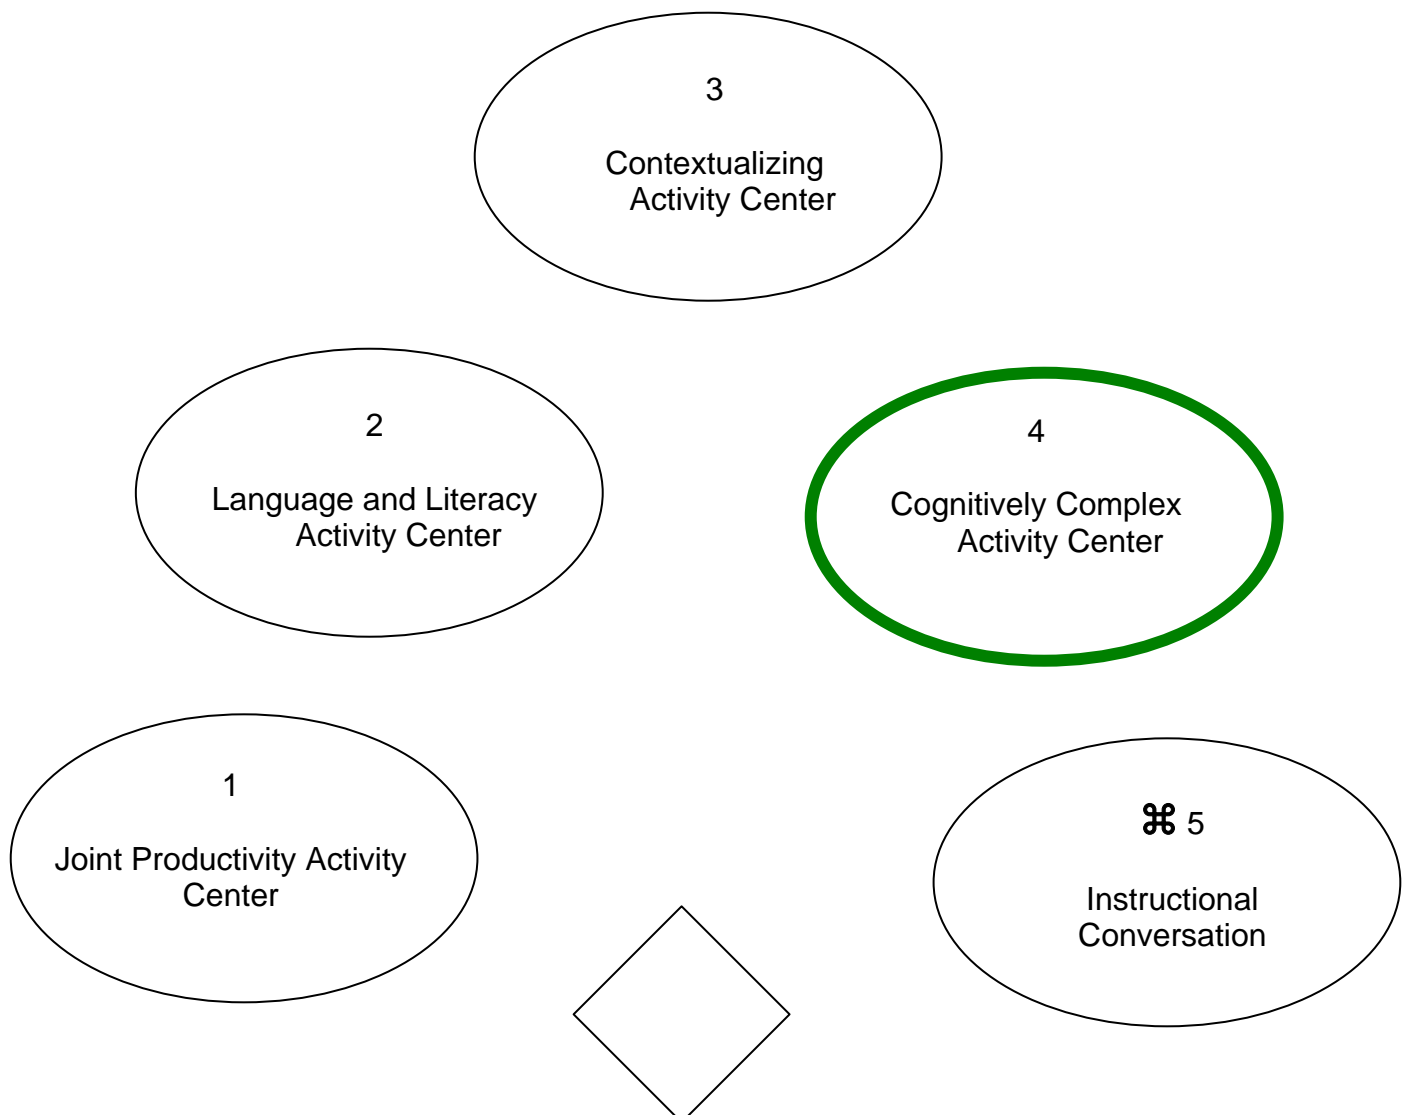 3
Contextualizing
Activity Center
2
Language and Literacy
Activity Center
4
Cognitively Complex
Activity Center
1
Joint Productivity Activity
Center
⌘ 5
Instructional
Conversation